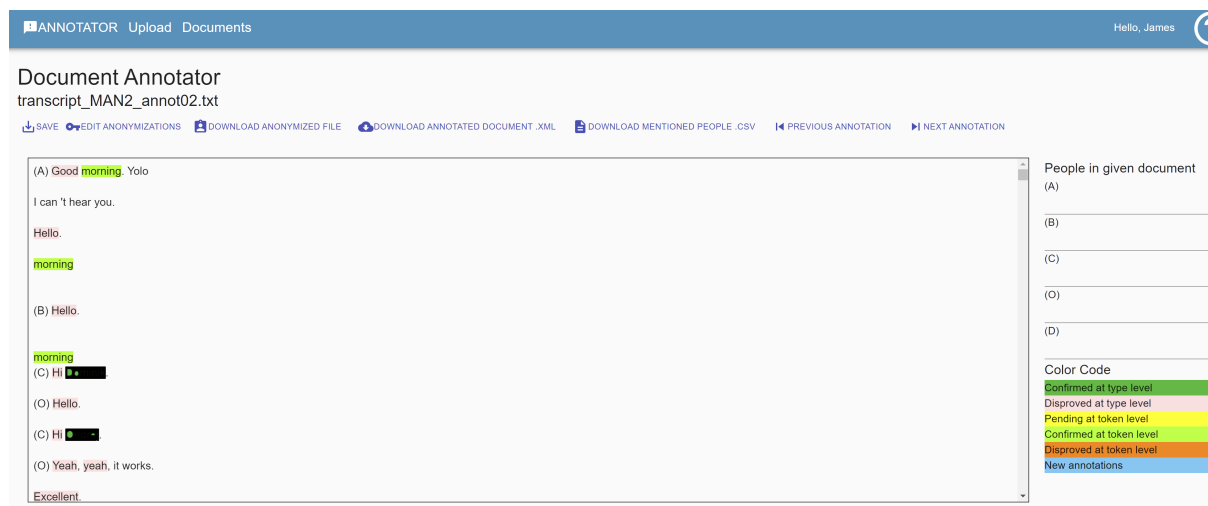 ANNOTATOR Upload Documents Hello, James
Document Annotator
transcript_MAN2_annot02.txt
SAVE EDIT ANONYMIZATIONS DOWNLOAD ANONYMIZED FILE DOWNLOAD ANNOTATED DOCUMENT .XML DOWNLOAD MENTIONED PEOPLE .CSV PREVIOUS ANNOTATION NEXT ANNOTATION
(A) Good morning. Yolo
I can 't hear you.
Hello.
morning
(B) Hello.
morning
(C) Hi .
(O) Hello.
(C) Hi .
(O) Yeah, yeah, it works.
Excellent.
People in given document
(A)
(B)
(C)
(O)
(D)
Color Code
Confirmed at type level
Disproved at type level
Pending at token level
Confirmed at token level
Disproved at token level
New annotations